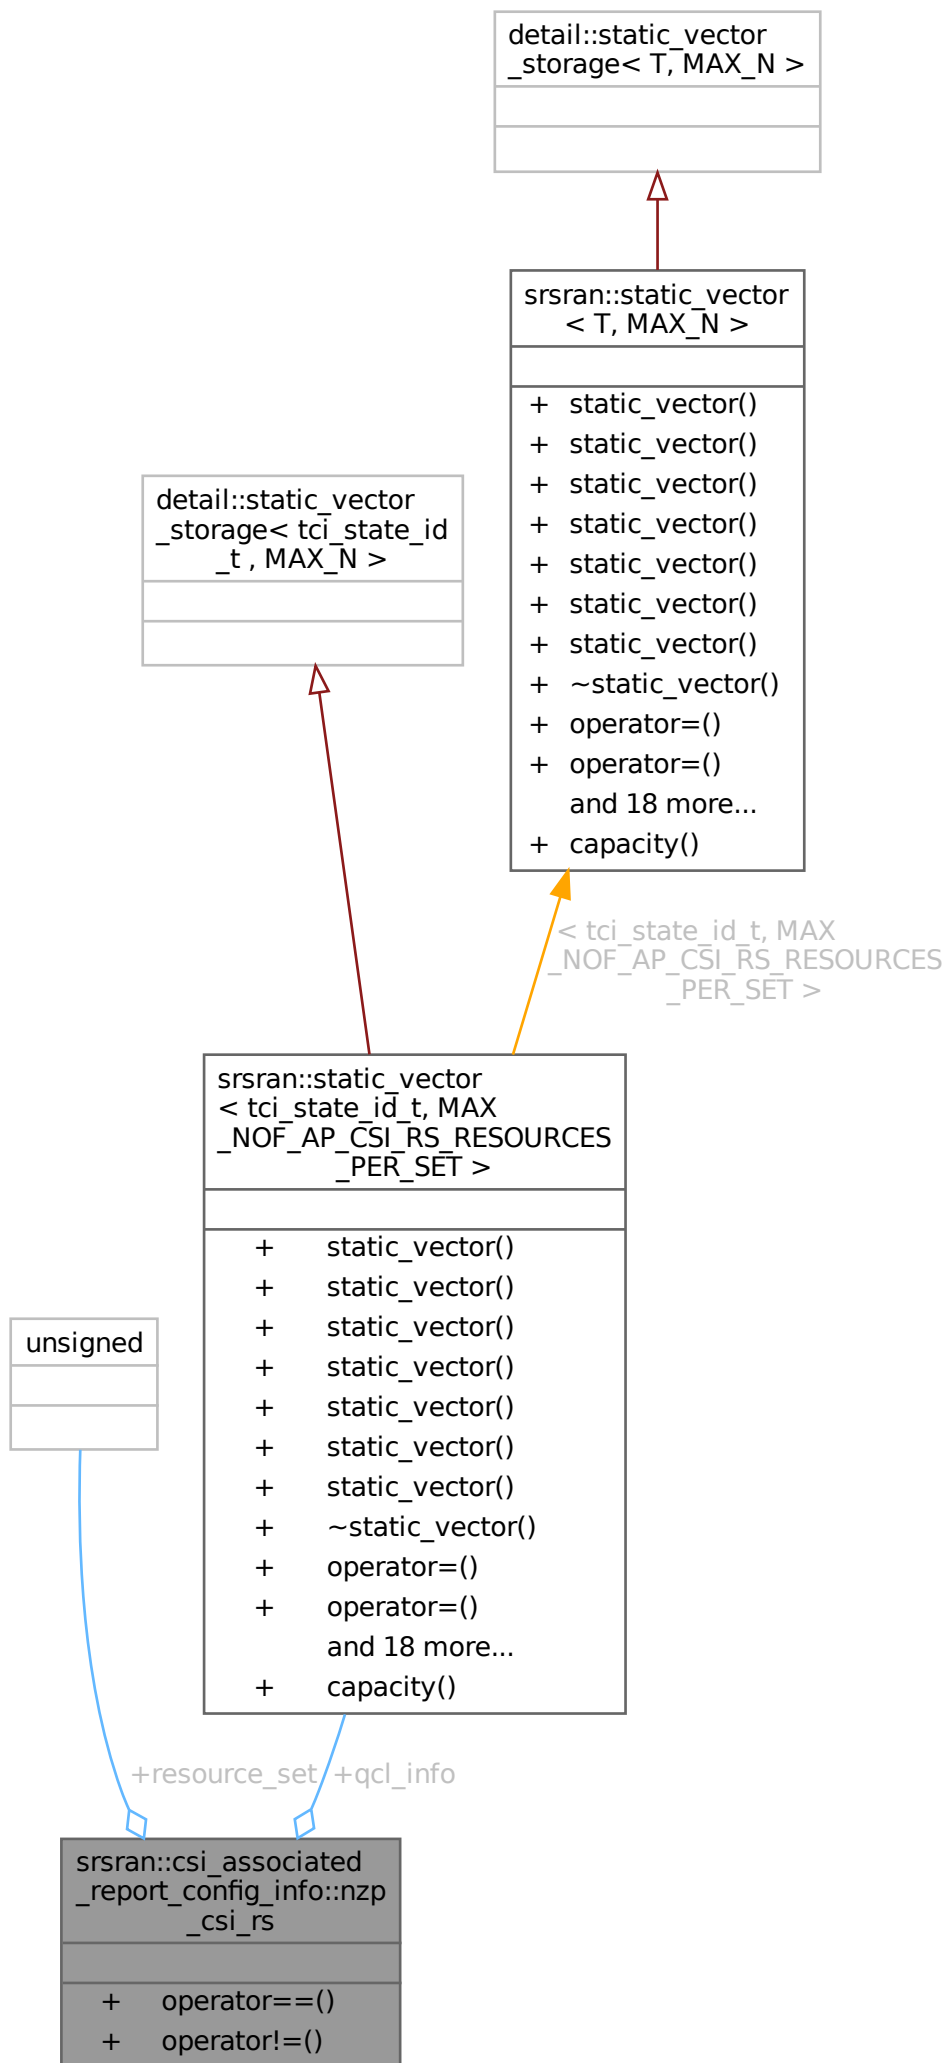 detail::static_vector
_storage< T, MAX_N >
srsran::static_vector
< T, MAX_N >
+ static_vector()
+ static_vector()
+ static_vector()
+ static_vector()
+ static_vector()
+ static_vector()
+ static_vector()
+ ~static_vector()
+ operator=()
+ operator=()
and 18 more...
+ capacity()
detail::static_vector
_storage< tci_state_id
_t , MAX_N >
< tci_state_id_t, MAX
_NOF_AP_CSI_RS_RESOURCES
_PER_SET >
srsran::static_vector
< tci_state_id_t, MAX
_NOF_AP_CSI_RS_RESOURCES
_PER_SET >
+ static_vector()
+ static_vector()
+ static_vector()
+ static_vector()
+ static_vector()
+ static_vector()
+ static_vector()
+ ~static_vector()
+ operator=()
+ operator=()
and 18 more...
+ capacity()
unsigned
+resource_set
+qcl_info
srsran::csi_associated
_report_config_info::nzp
_csi_rs
+ operator==()
+ operator!=()